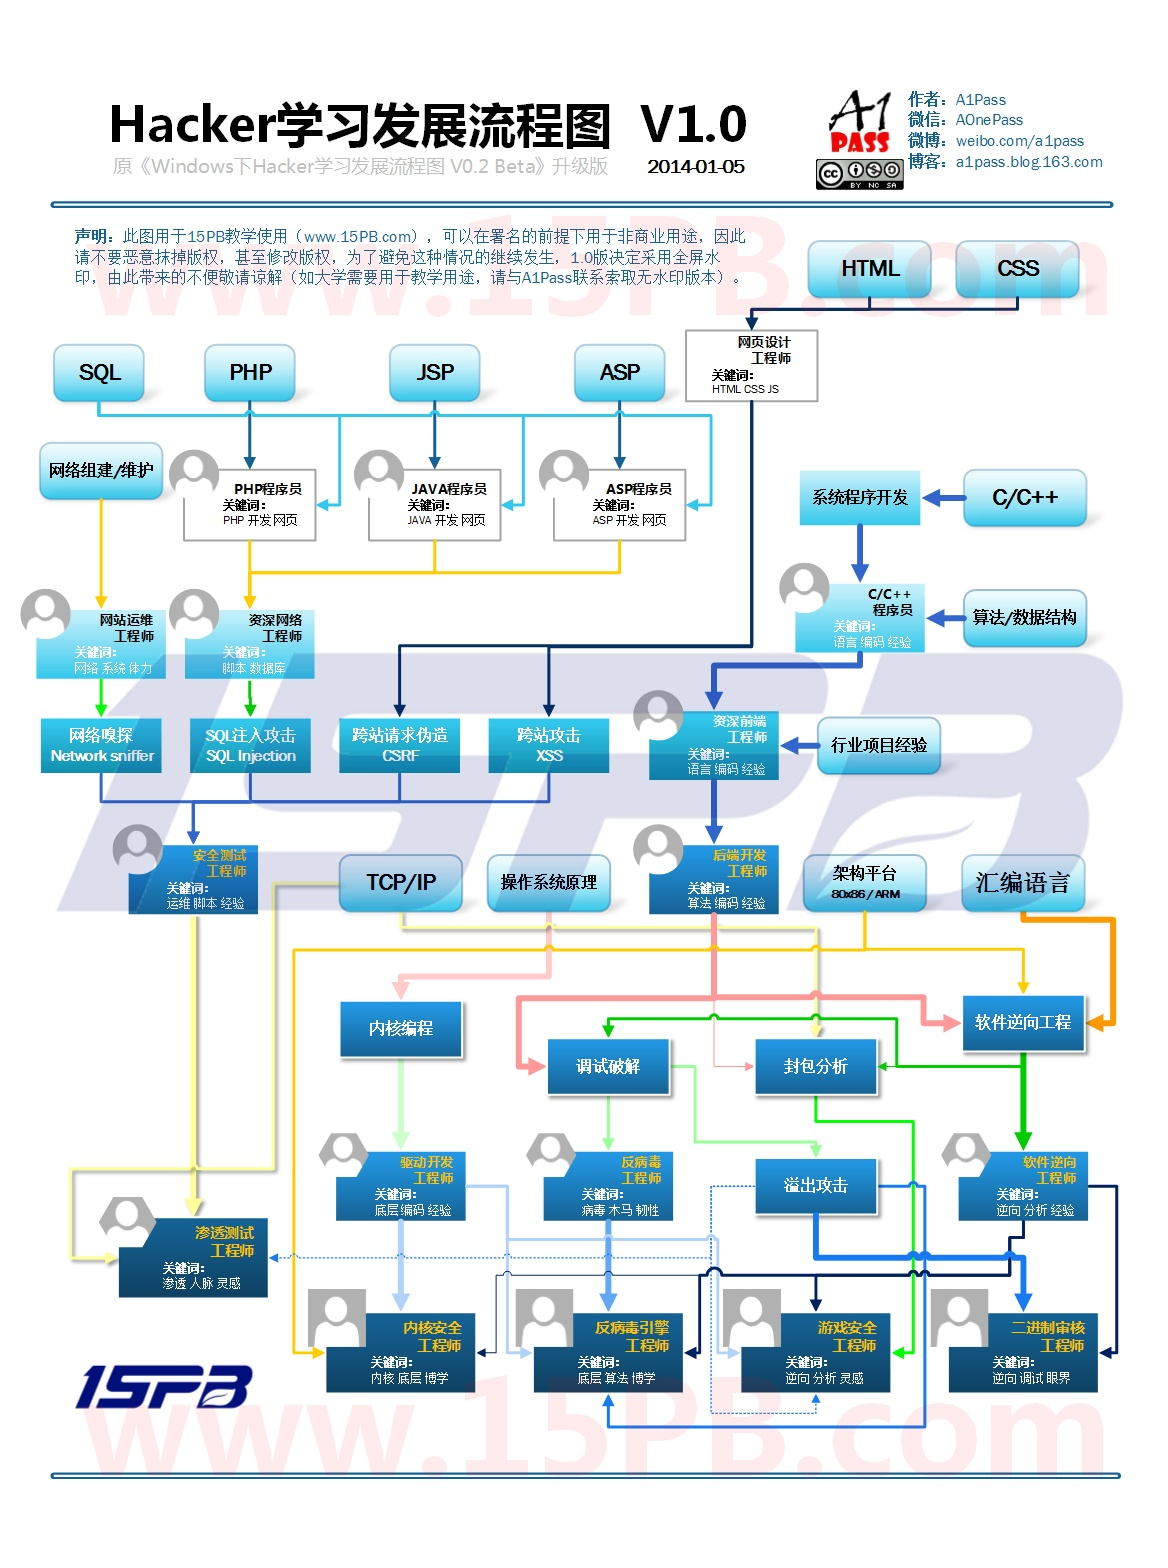 Hacker学习发展流程图 V1.0
原《Windows下Hacker学习发展流程图 V0.2 Beta》升级版
2014-01-05
A1
PASS
BY NC SA
作者：A1Pass
微信：AOnePass
微博：weibo.com/a1pass
博客：a1pass.blog.163.com
www.15PB.com
声明：此图用于15PB教学使用（www.15PB.com），可以在署名的前提下用于非商业用途，因此
请不要恶意抹掉版权，甚至修改版权，为了避免这种情况的继续发生，1.0版决定采用全屏水
印，由此带来的不便敬请谅解（如大学需要用于教学用途，请与A1Pass联系索取无水印版本）。
HTML
CSS
网页设计
工程师
关键词：
HTML CSS JS
SQL
PHP
JSP
ASP
网络组建/维护
PHP程序员
关键词：
PHP 开发 网页
JAVA程序员
关键词：
JAVA 开发 网页
ASP程序员
关键词：
ASP 开发 网页
系统程序开发
C/C++
C/C++
程序员
关键词：
语言 编码 经验
算法/数据结构
网站运维
工程师
关键词：
网络 系统 体力
资深网络
工程师
关键词：
脚本 数据库
15PB
网络嗅探
Network sniffer
SQL注入攻击
SQL Injection
跨站请求伪造
CSRF
跨站攻击
XSS
资深前端
工程师
关键词：
语言 编码 经验
行业项目经验
安全测试
工程师
关键词：
运维 脚本 经验
TCP/IP
操作系统原理
后端开发
工程师
关键词：
算法 编码 经验
架构平台
80x86 / ARM
汇编语言
内核编程
软件逆向工程
调试破解
封包分析
驱动开发
工程师
关键词：
底层 编码 经验
反病毒
工程师
关键词：
病毒 木马 韧性
溢出攻击
软件逆向
工程师
关键词：
逆向 分析 经验
渗透测试
工程师
关键词：
渗透 人脉 灵感
内核安全
工程师
关键词：
内核 底层 博学
反病毒引擎
工程师
关键词：
底层 算法 博学
游戏安全
工程师
关键词：
逆向 分析 灵感
二进制审核
工程师
关键词：
逆向 调试 眼界
15PB
www.15PB.com